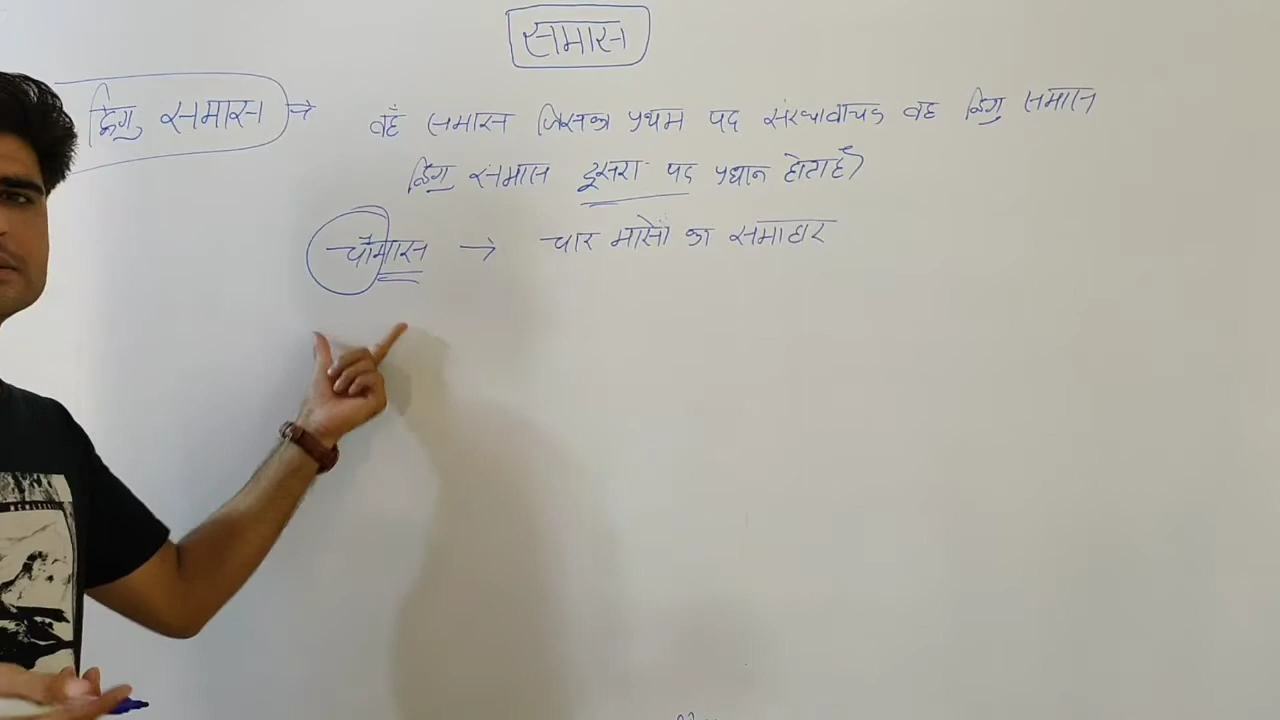 समास
द्विगु समास → वहँ समास जिसका प्रथम पद संख्यावाचक वह द्विगु समास
द्विगु समास दूसरा पद प्रधान होता है
चौमास → चार मासों का समाहार